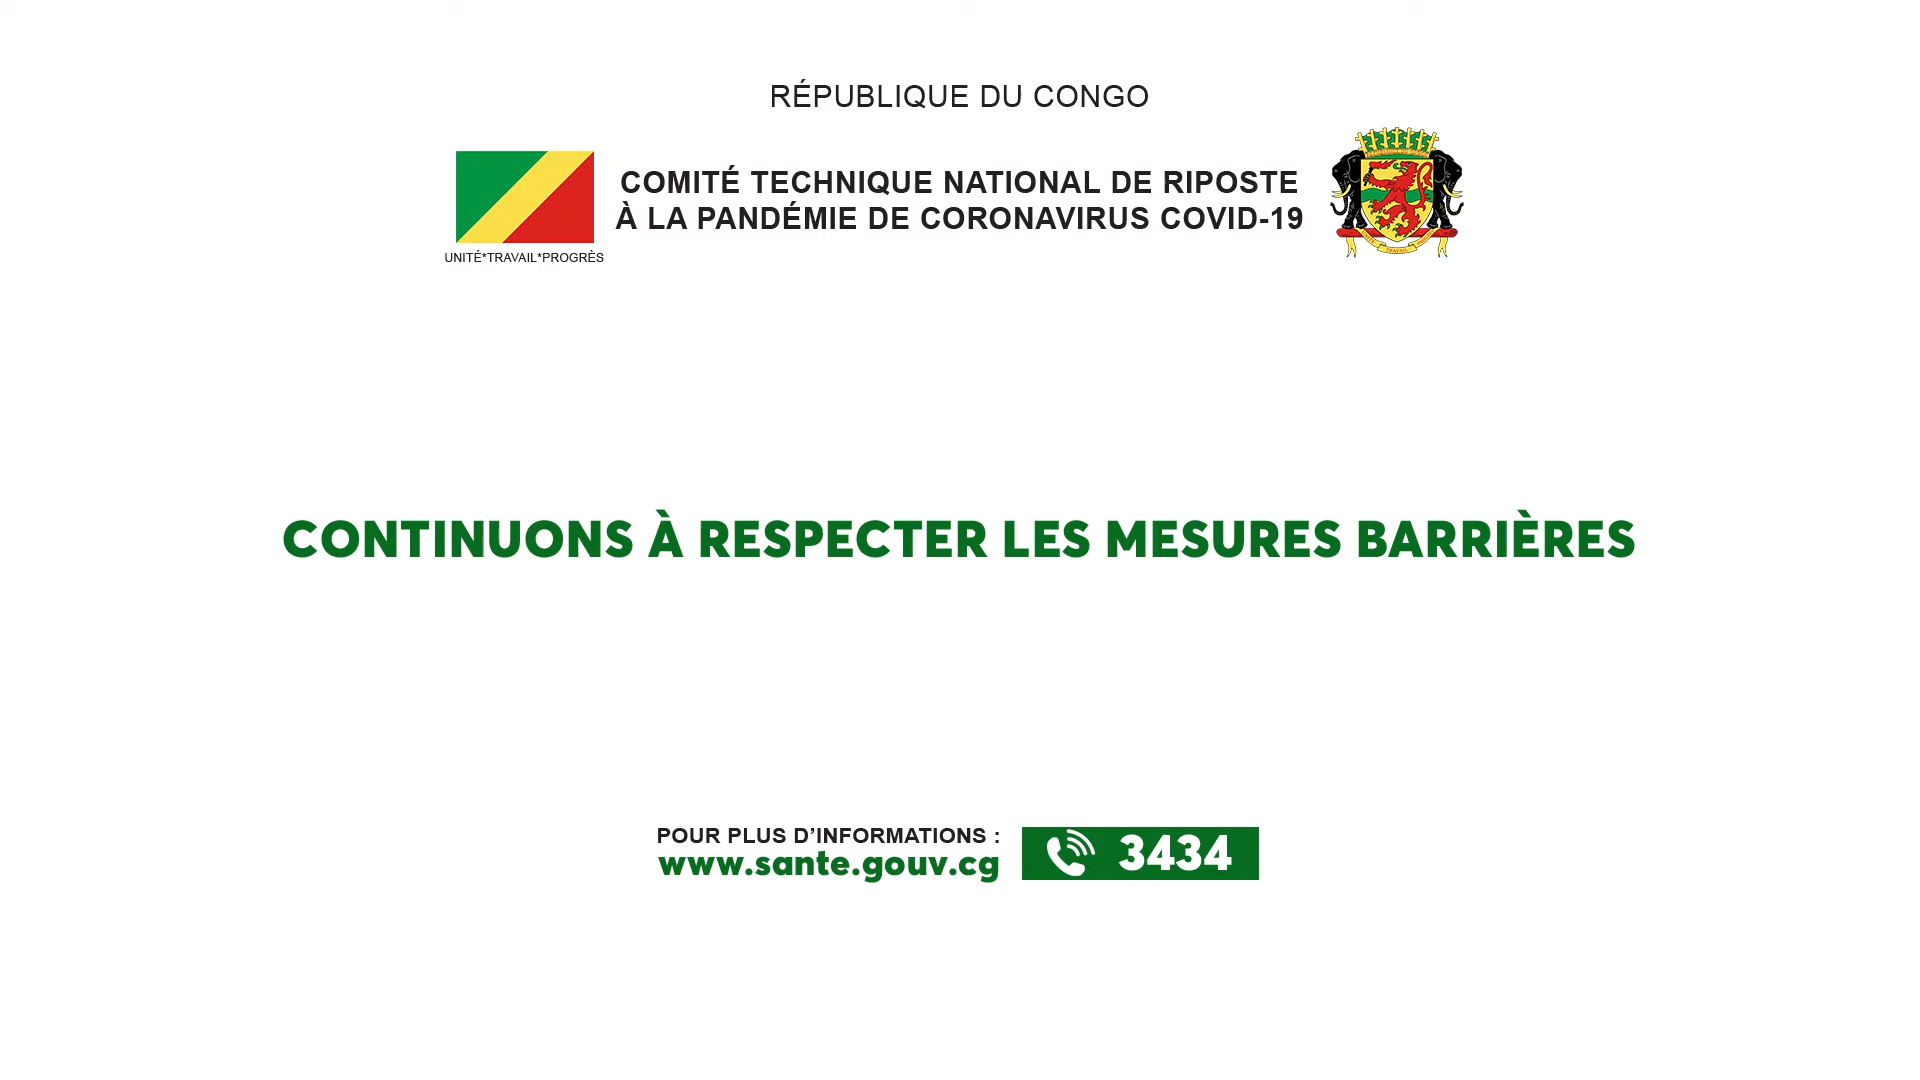 RÉPUBLIQUE DU CONGO
COMITÉ TECHNIQUE NATIONAL DE RIPOSTE
À LA PANDÉMIE DE CORONAVIRUS COVID-19
UNITÉ*TRAVAIL*PROGRÈS
CONTINUONS À RESPECTER LES MESURES BARRIÈRES
POUR PLUS D’INFORMATIONS :
www.sante.gouv.cg
3434